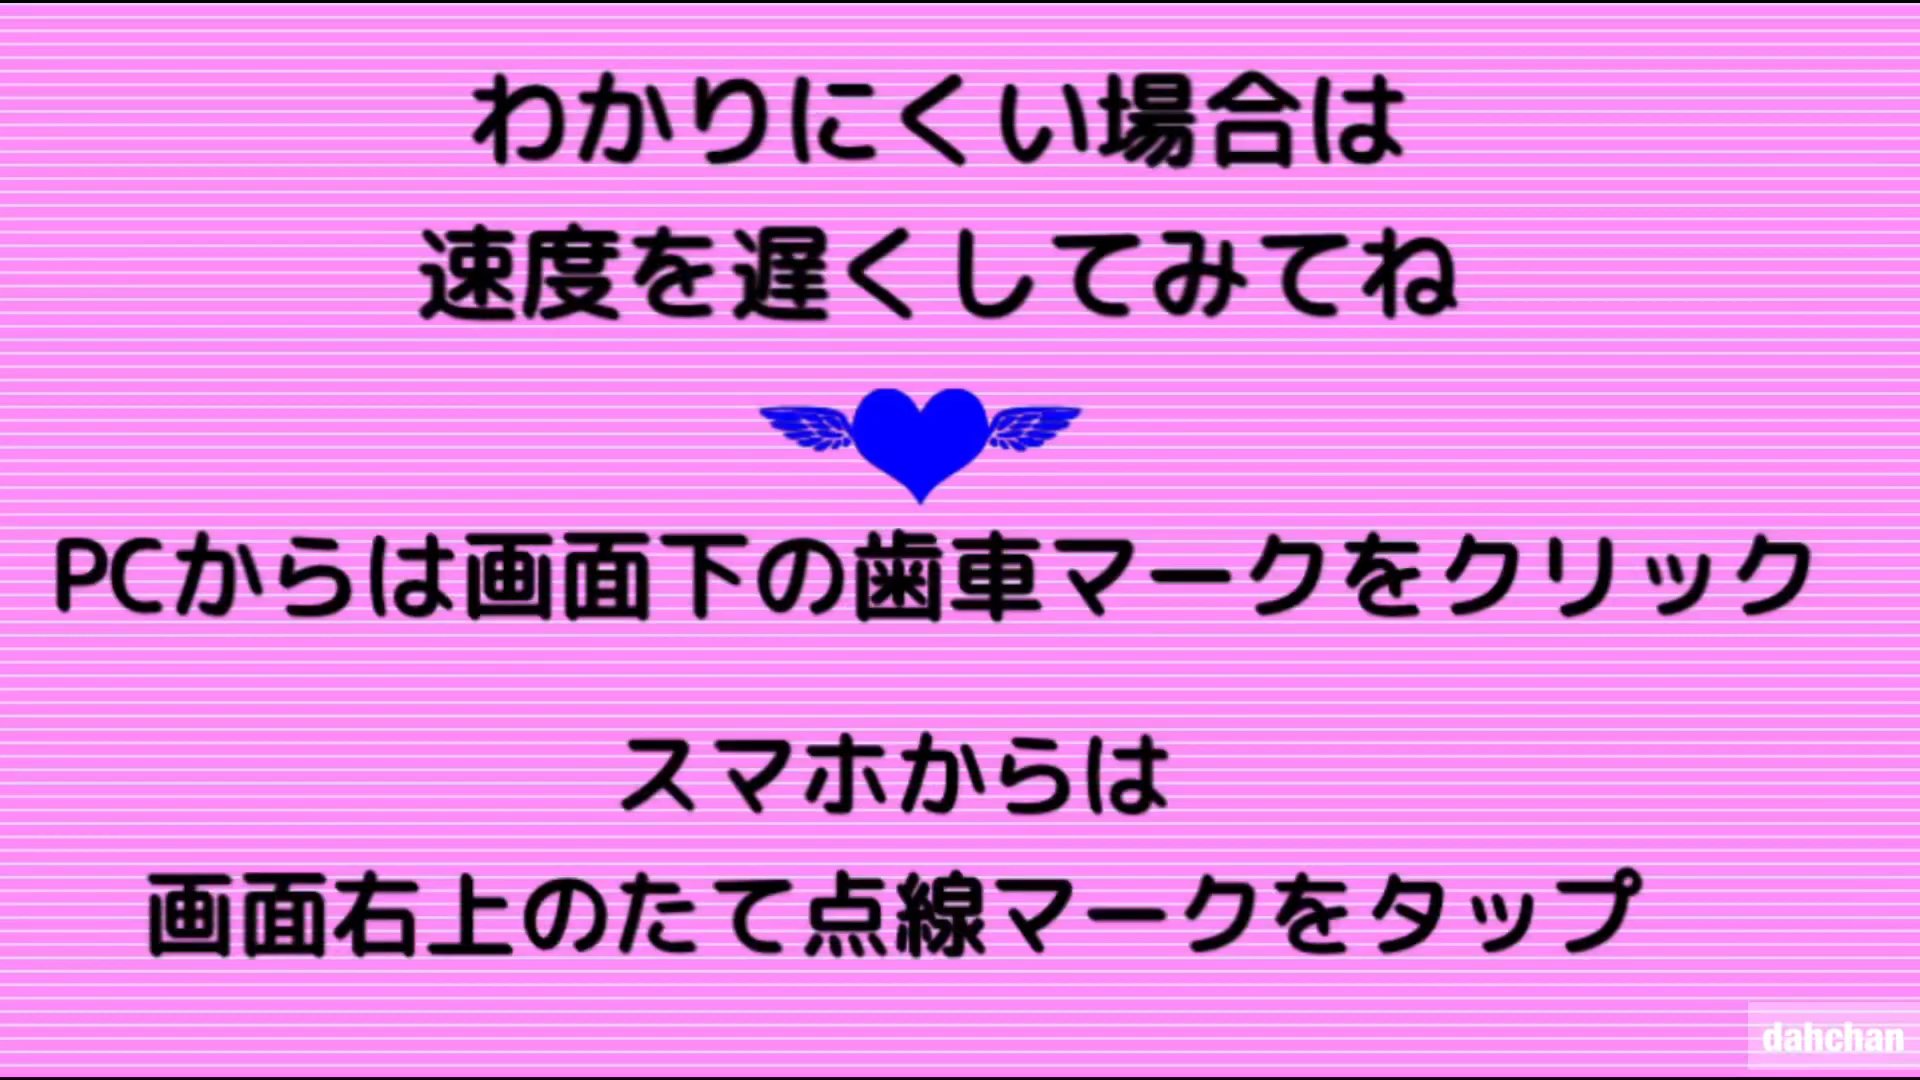 わかりにくい場合は
速度を遅くしてみてね
PCからは画面下の歯車マークをクリック
スマホからは
画面右上のたて点線マークをタップ
dahchan